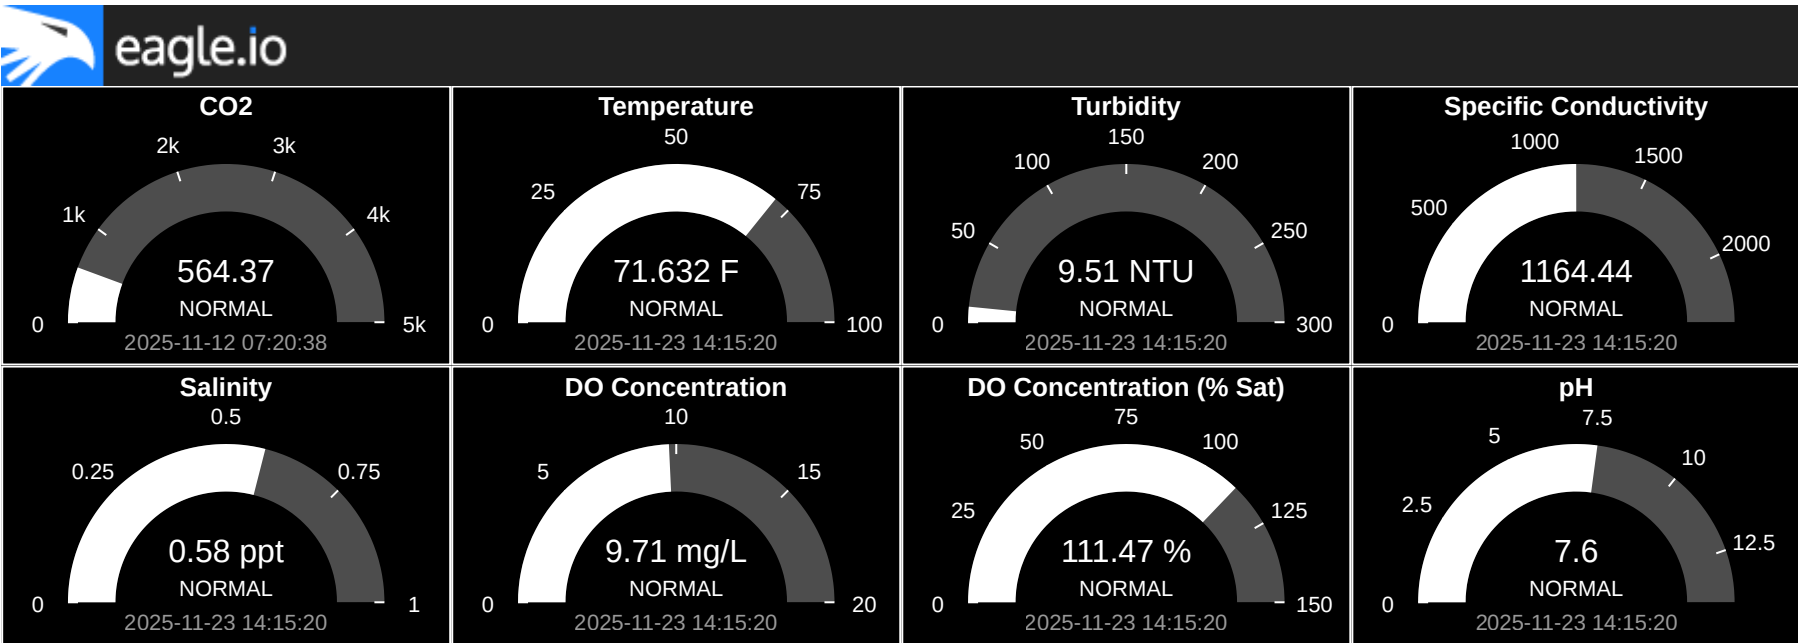 eagle.io
CO2
0
1k
2k
3k
4k
5k
564.37
NORMAL
2025-11-12 07:20:38
Temperature
0
25
50
75
100
71.632 F
NORMAL
2025-11-23 14:15:20
Turbidity
0
50
100
150
200
250
300
9.51 NTU
NORMAL
2025-11-23 14:15:20
Specific Conductivity
0
500
1000
1500
2000
1164.44
NORMAL
2025-11-23 14:15:20
Salinity
0
0.25
0.5
0.75
1
0.58 ppt
NORMAL
2025-11-23 14:15:20
DO Concentration
0
5
10
15
20
9.71 mg/L
NORMAL
2025-11-23 14:15:20
DO Concentration (% Sat)
0
25
50
75
100
125
150
111.47 %
NORMAL
2025-11-23 14:15:20
pH
0
2.5
5
7.5
10
12.5
7.6
NORMAL
2025-11-23 14:15:20